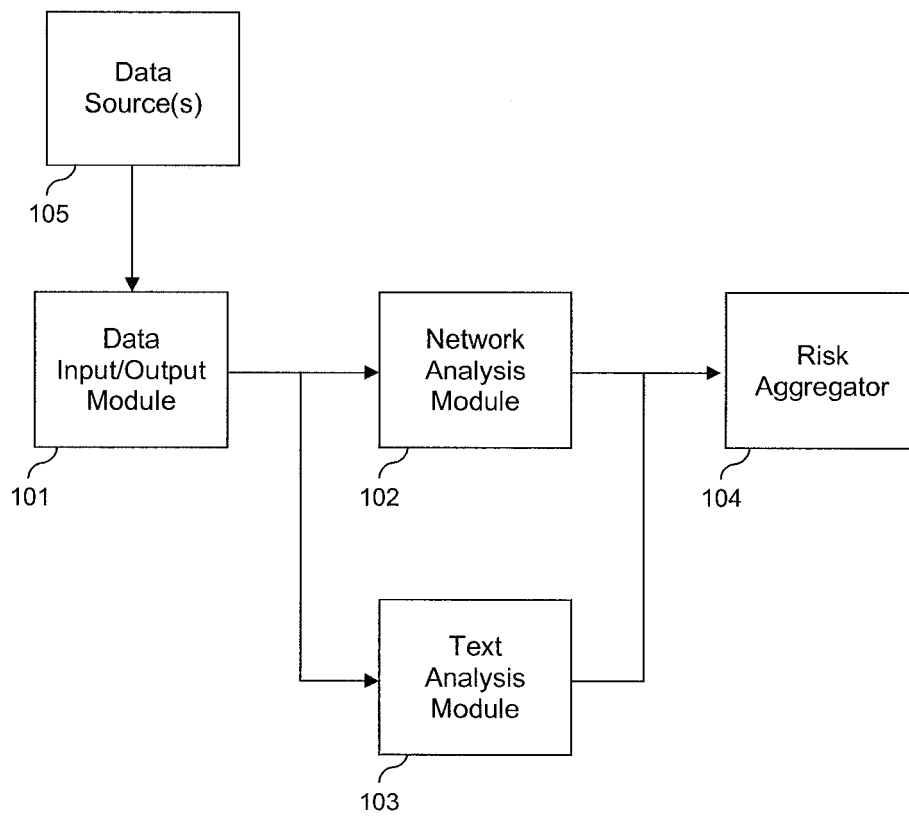 Data
Source(s)
105
Data
Input/Output
Module
101
Network
Analysis
Module
102
Risk
Aggregator
104
Text
Analysis
Module
103